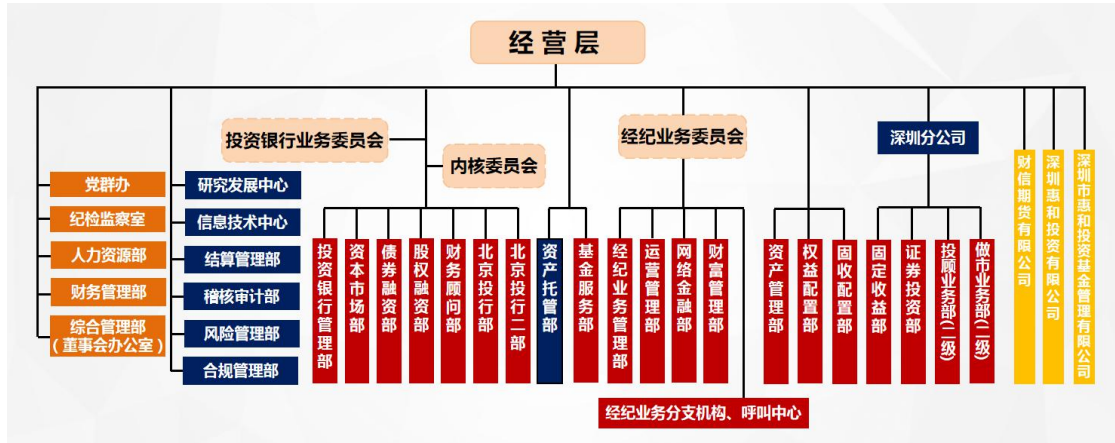 经营层
投资银行业务委员会
内核委员会
经纪业务委员会
深圳分公司
党群办
纪检监察室
人力资源部
财务管理部
综合管理部
(董事会办公室)
研究发展中心
信息技术中心
结算管理部
稽核审计部
风险管理部
合规管理部
投资银行管理部
资本市场部
债券融资部
股权融资部
财务顾问部
北京投行部
北京投行二部
资产托管部
基金服务部
经纪业务管理部
运营管理部
网络金融部
财富管理部
资产管理部
权益配置部
固收配置部
固定收益部
证券投资部
投顾业务部(二级)
做市业务部(二级)
财信期货有限公司
深圳惠和投资有限公司
深圳市惠和投资基金管理有限公司
经纪业务分支机构、呼叫中心